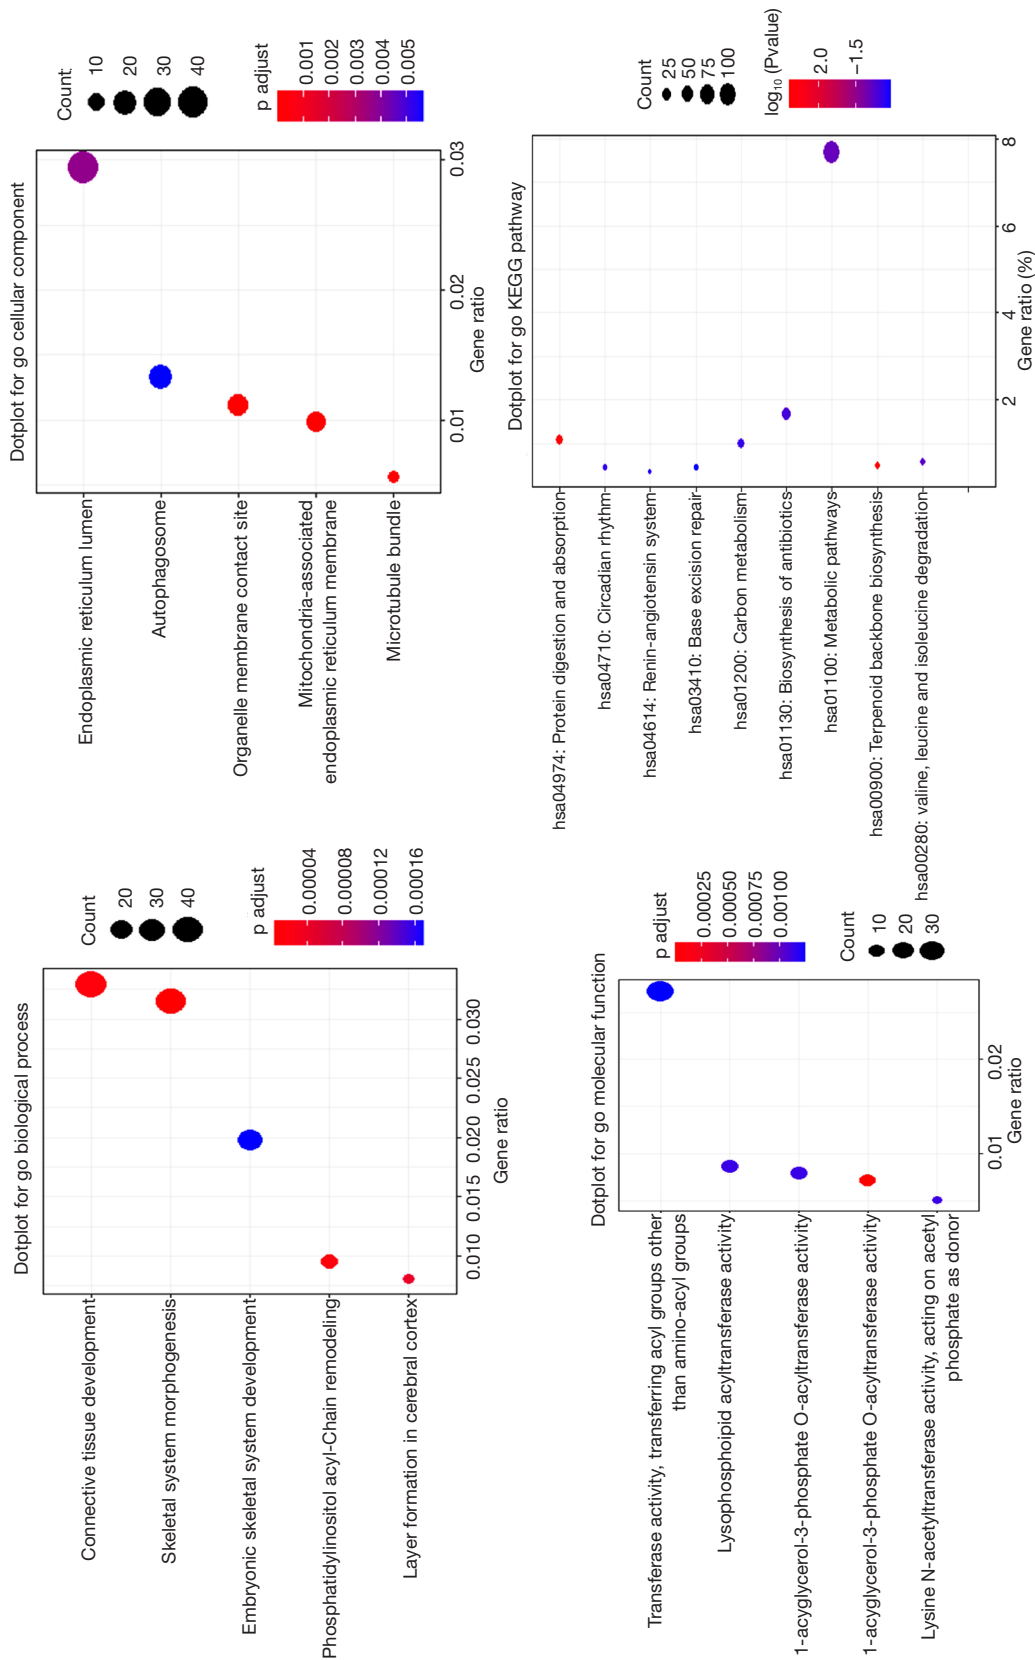 Dotplot for go biological process
Connective tissue development
Skeletal system morphogenesis
Embryonic skeletal system development
Phosphatidylinositol acyl-Chain remodeling
Layer formation in cerebral cortex
0.010 0.015 0.020 0.025 0.030
Gene ratio
Count
20
30
40
p adjust
0.00004
0.00008
0.00012
0.00016
Dotplot for go cellular component
Endoplasmic reticulum lumen
Autophagosome
Organelle membrane contact site
Mitochondria-associated
endoplasmic reticulum membrane
Microtubule bundle
0.01 0.02 0.03
Gene ratio
Count
10
20
30
40
p adjust
0.001
0.002
0.003
0.004
0.005
Dotplot for go molecular function
Transferase activity, transferring acyl groups other
than amino-acyl groups
Lysophoipid acyltransferase activity
1-acyglycerol-3-phosphate O-acyltransferase activity
1-acyglycerol-3-phosphate O-acyltransferase activity
Lysine N-acetyltransferase activity, acting on acetyl
phosphate as donor
0.01 0.02
Gene ratio
p adjust
0.00025
0.00050
0.00075
0.00100
Count
10
20
30
Dotplot for go KEGG pathway
hsa04974: Protein digestion and absorption
hsa04710: Circadian rhythm
hsa04614: Renin-angiotensin system
hsa03410: Base excision repair
hsa01200: Carbon metabolism
hsa01130: Biosynthesis of antibiotics
hsa01100: Metabolic pathways
hsa00900: Terpenoid backbone biosynthesis
hsa00280: valine, leucine and isoleucine degradation
2 4 6 8
Gene ratio (%)
Count
25
50
75
100
log₁₀ (Pvalue)
2.0
−1.5